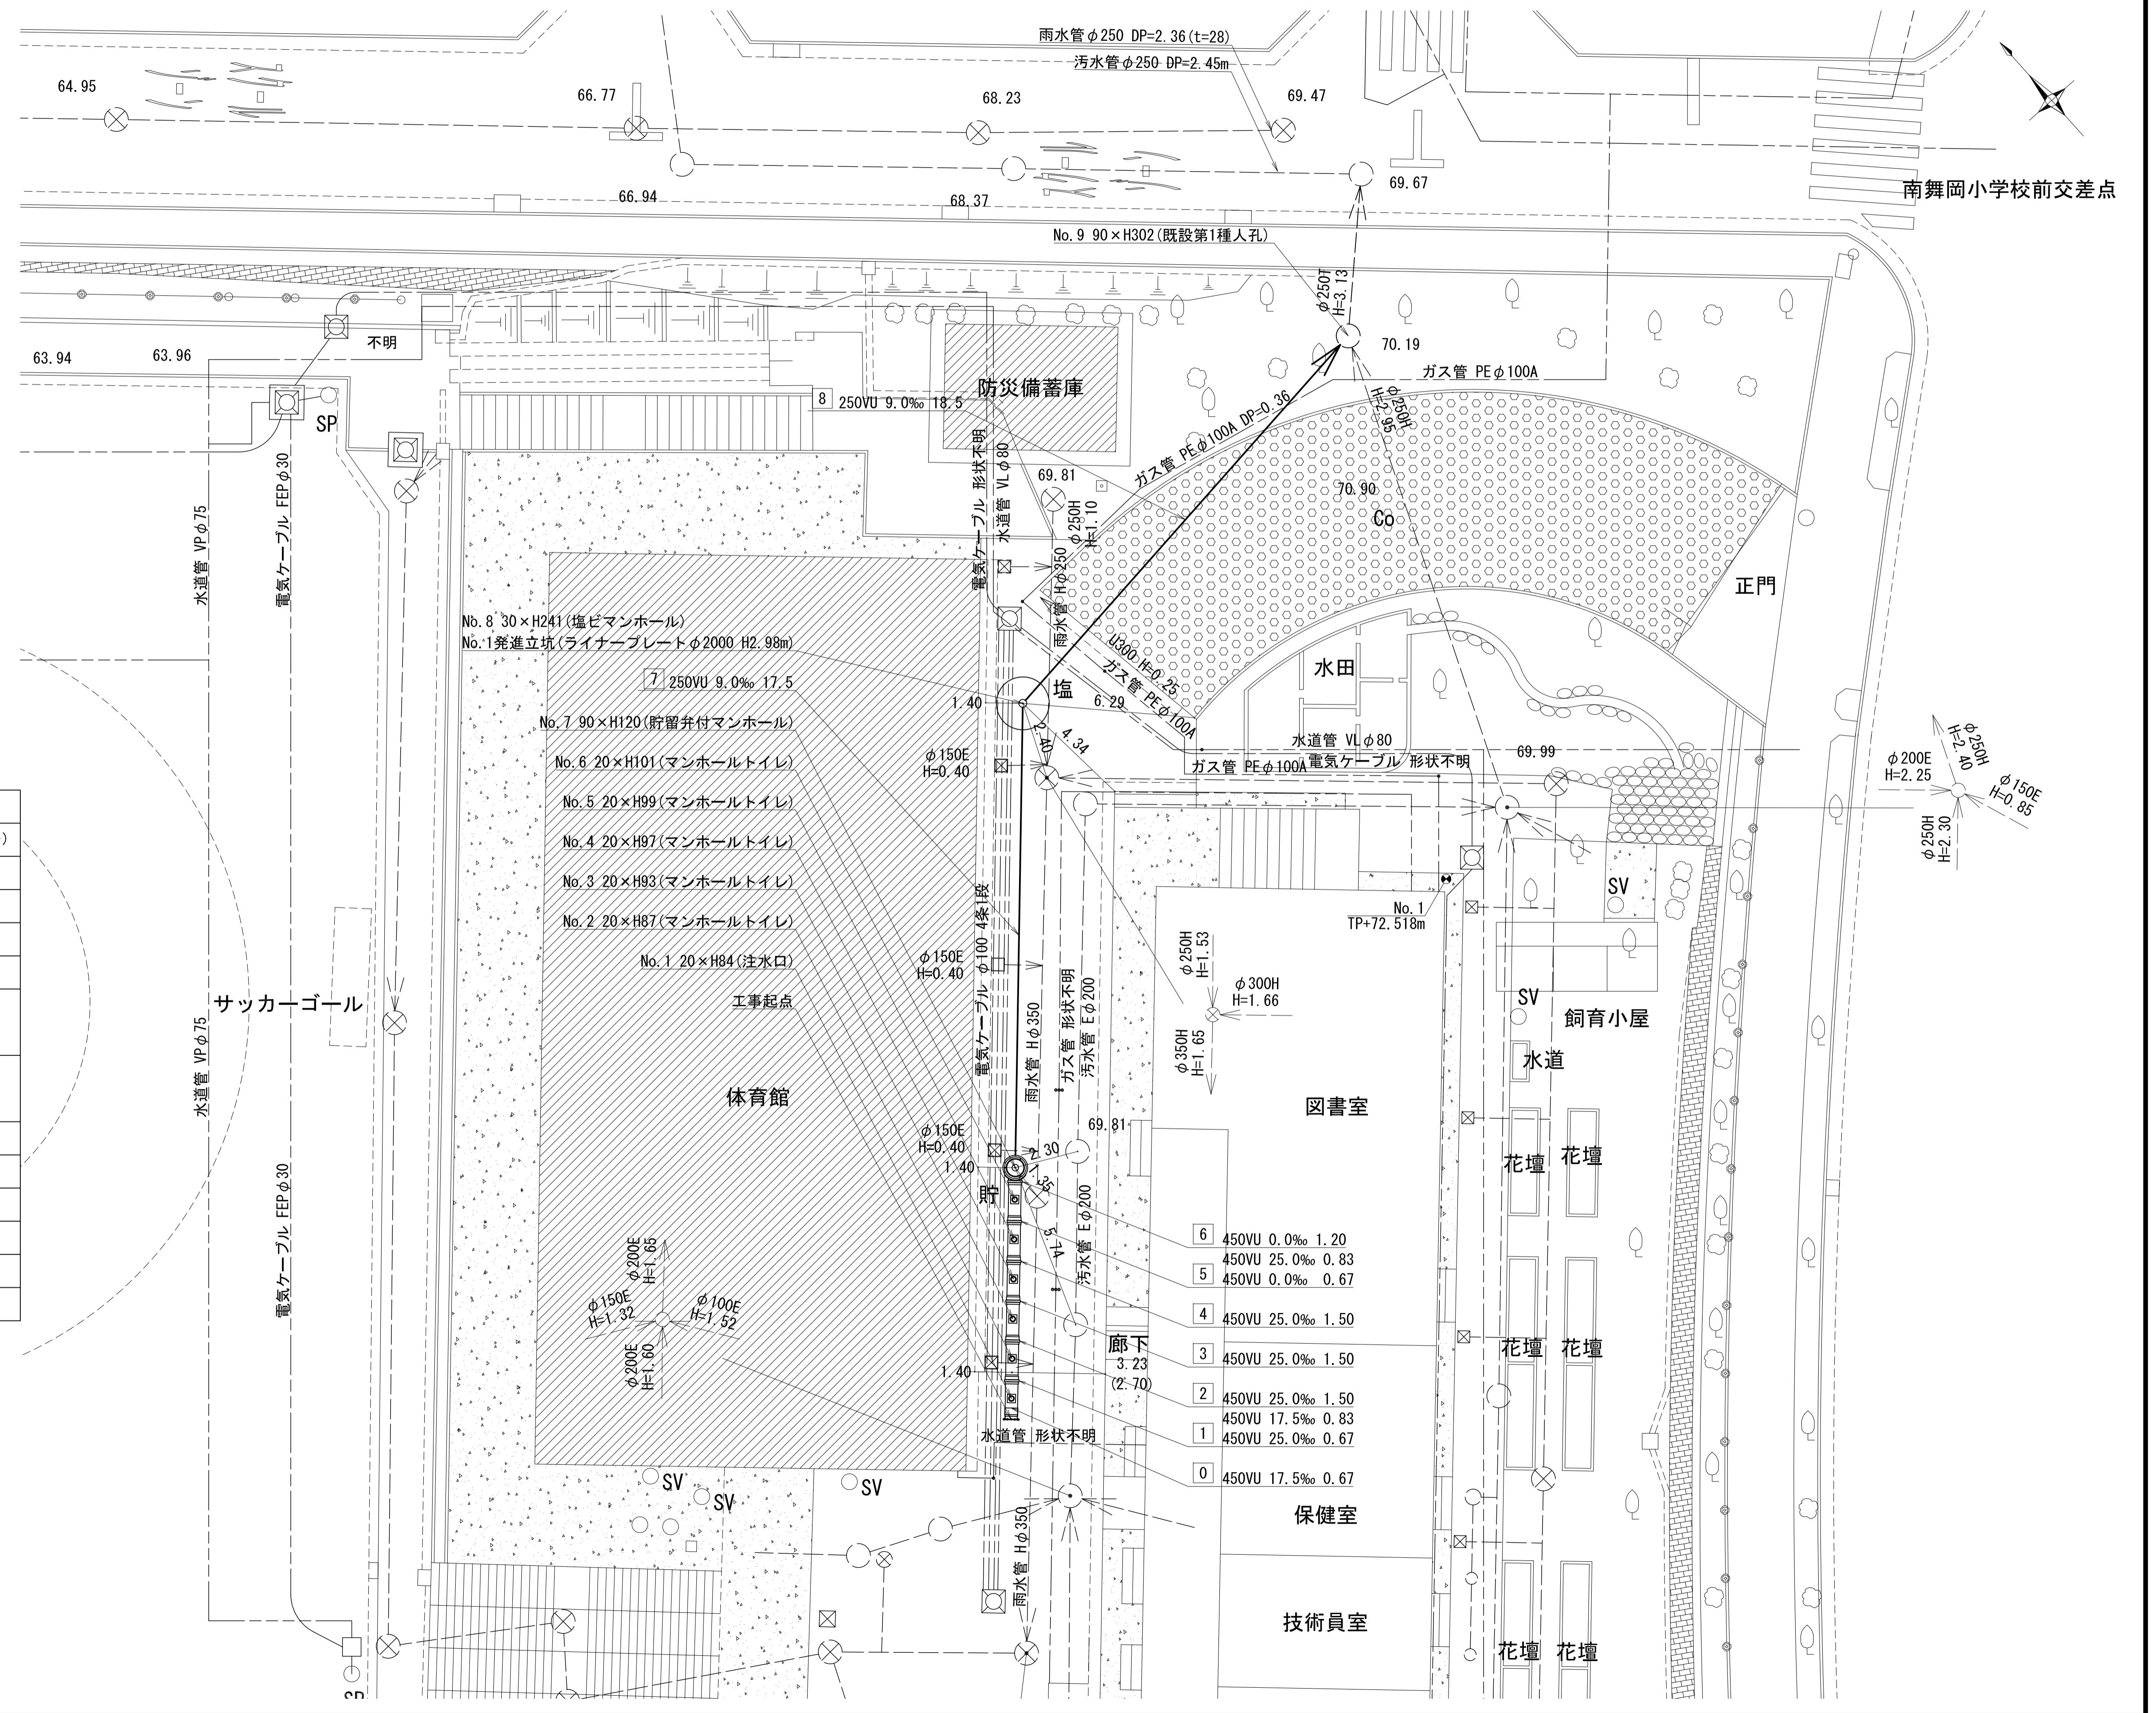 雨水管φ250 DP=2.36(t=28)
汚水管φ250 DP=2.45m
64.95
66.77
68.23
69.47
69.67
南舞岡小学校前交差点
66.94
68.37
No.9 90×H302(既設第1種人孔)
φ250T
H=3.13
不明
63.94
63.96
70.19
ガス管 PEφ100A
防災備蓄庫
8 250VU 9.0‰ 18.5
φ250H
H=2.95
SP
ガス管 PEφ100A DP=0.36
電気ケーブル 形状不明
水道管 VLφ80
69.81
70.90
Co
φ250H
H=1.10
水道管 VPφ75
電気ケーブル FEPφ30
雨水管 Hφ250
正門
No.8 30×H241(塩ビマンホール)
No.1発進立坑(ライナープレートφ2000 H2.98m)
U300 H=0.25
ガス管 PEφ100A
水田
7 250VU 9.0‰ 17.5
塩
1.40
6.29
No.7 90×H120(貯留弁付マンホール)
2.40
4.34
水道管 VLφ80
69.99
φ150E
H=0.40
ガス管 PEφ100A
電気ケーブル 形状不明
φ200E
H=2.25
φ250H
H=2.40
φ150E
H=0.85
φ250H
H=2.30
No.6 20×H101(マンホールトイレ)
No.5 20×H99(マンホールトイレ)
No.4 20×H97(マンホールトイレ)
No.3 20×H93(マンホールトイレ)
No.2 20×H87(マンホールトイレ)
No.1 20×H84(注水口)
工事起点
電気ケーブル φ100 4条1段
No.1
TP+72.518m
SV
φ150E
H=0.40
φ250H
H=1.53
φ300H
H=1.66
φ350H
H=1.65
サッカーゴール
SV
飼育小屋
水道
雨水管 Hφ350
ガス管 形状不明
汚水管 Eφ200
水道管 VPφ75
体育館
図書室
69.81
φ150E
H=0.40
1.40
2.30
1.35
貯
花壇
花壇
電気ケーブル FEPφ30
汚水管 Eφ200
5.74
φ200E
H=1.65
φ150E
H=1.32
φ100E
H=1.52
φ200E
H=1.60
6 450VU 0.0‰ 1.20
450VU 25.0‰ 0.83
5 450VU 0.0‰ 0.67
4 450VU 25.0‰ 1.50
3 450VU 25.0‰ 1.50
2 450VU 25.0‰ 1.50
450VU 17.5‰ 0.83
1 450VU 25.0‰ 0.67
0 450VU 17.5‰ 0.67
廊下
3.23
(2.70)
1.40
花壇
花壇
水道管 形状不明
SV
SV
SV
保健室
雨水管 Hφ350
技術員室
花壇
花壇
SP